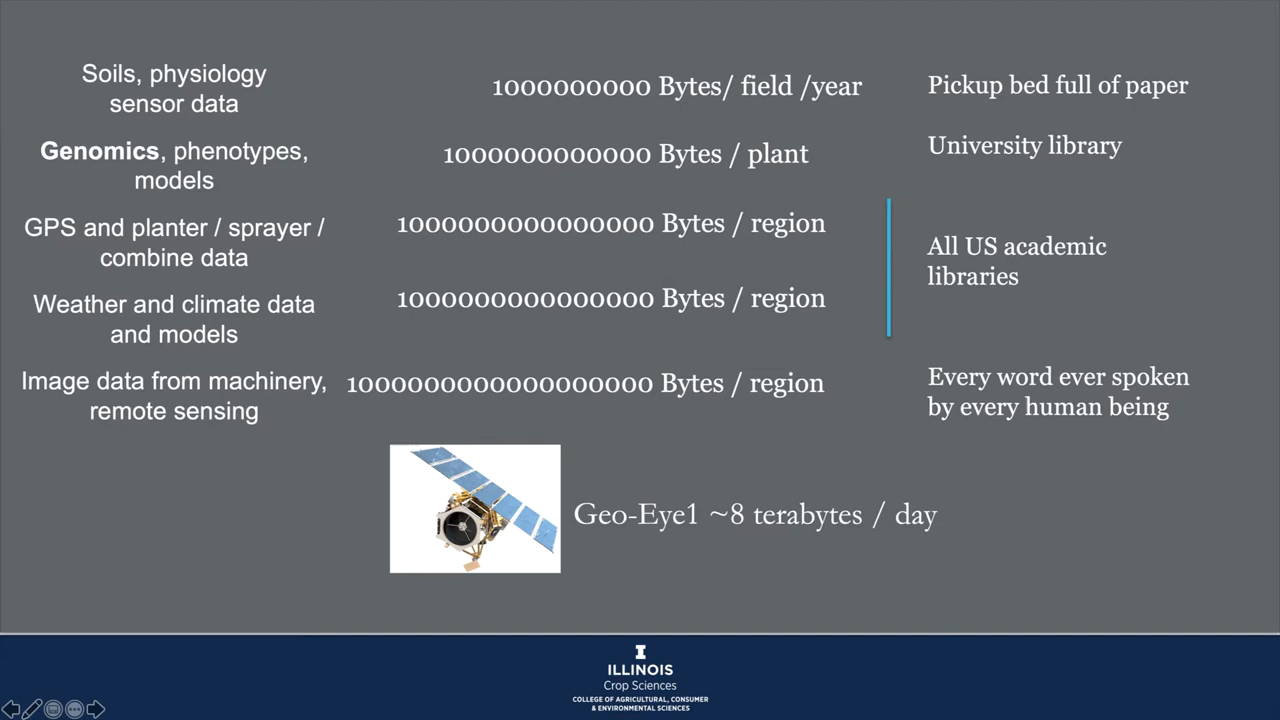 Soils, physiology
sensor data
1000000000 Bytes/ field /year
Pickup bed full of paper
Genomics, phenotypes,
models
1000000000000 Bytes / plant
University library
GPS and planter / sprayer /
combine data
1000000000000000 Bytes / region
All US academic
libraries
Weather and climate data
and models
1000000000000000 Bytes / region
Image data from machinery,
remote sensing
1000000000000000000 Bytes / region
Every word ever spoken
by every human being
Geo-Eye1 ~8 terabytes / day
I
ILLINOIS
Crop Sciences
COLLEGE OF AGRICULTURAL, CONSUMER
& ENVIRONMENTAL SCIENCES